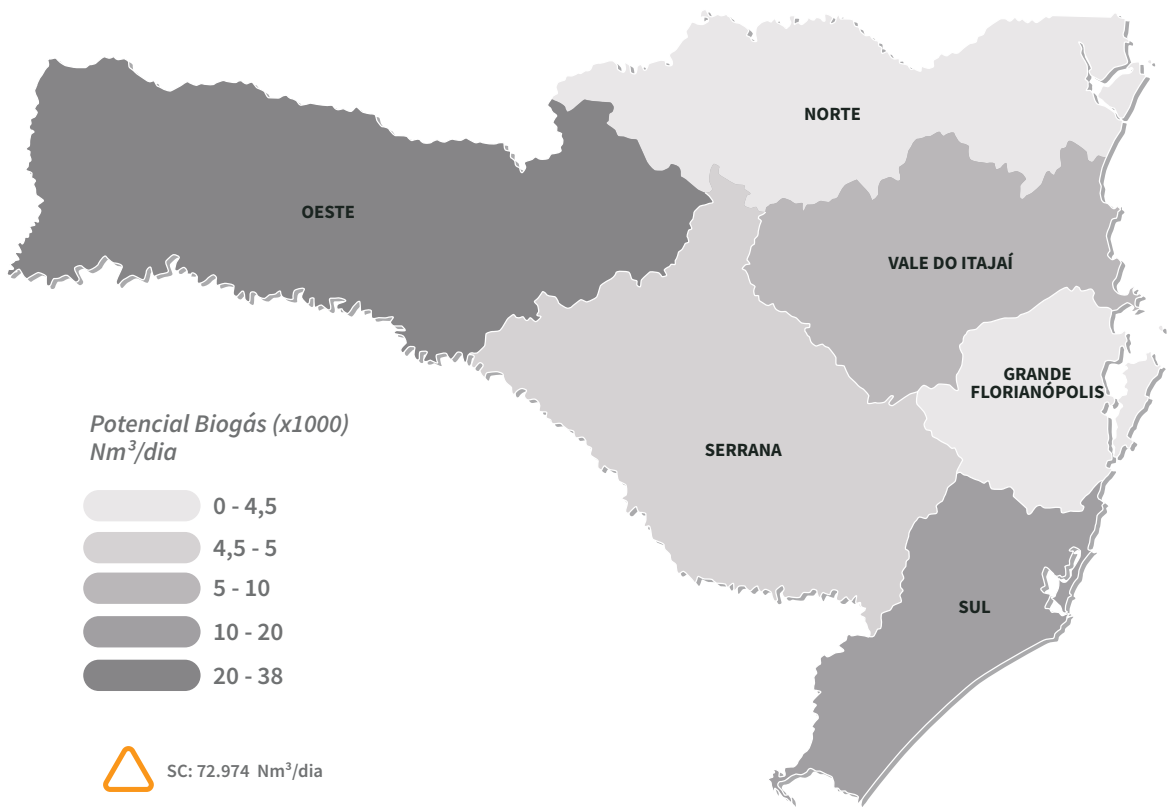 NORTE
OESTE
VALE DO ITAJAÍ
GRANDE
FLORIANÓPOLIS
SERRANA
SUL
Potencial Biogás (x1000)
Nm³/dia
0 - 4,5
4,5 - 5
5 - 10
10 - 20
20 - 38
SC: 72.974 Nm³/dia